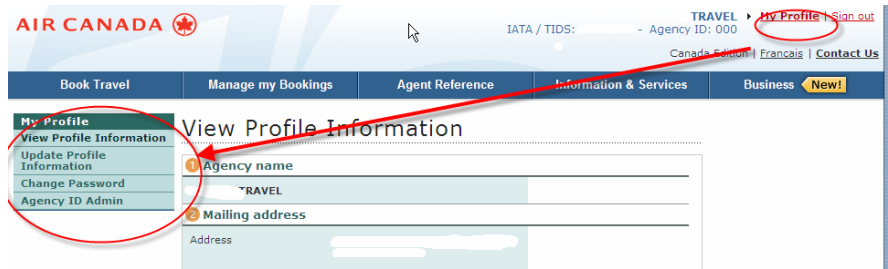 AIR CANADA
TRAVEL My Profile | Sign out
IATA / TIDS: - Agency ID: 000
Canada Edition | Francais | Contact Us
Book Travel
Manage my Bookings
Agent Reference
Information & Services
Business New!
My Profile
View Profile Information
Update Profile
Information
Change Password
Agency ID Admin
View Profile Information
1 Agency name
TRAVEL
2 Mailing address
Address